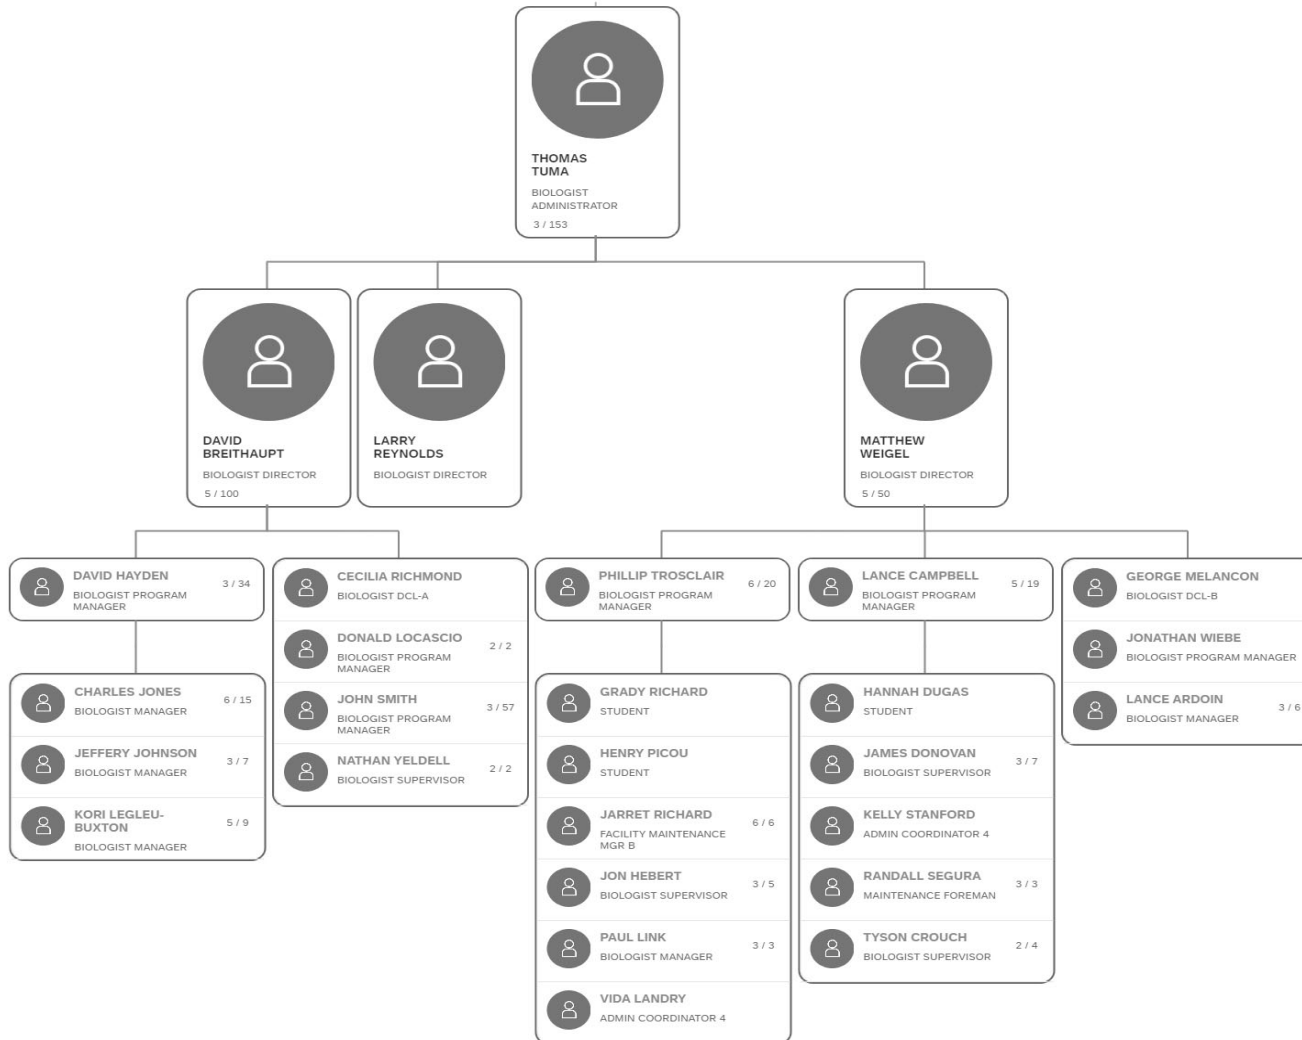 THOMAS
TUMA
BIOLOGIST
ADMINISTRATOR
3 / 153
DAVID
BREITHAUPT
BIOLOGIST DIRECTOR
5 / 100
LARRY
REYNOLDS
BIOLOGIST DIRECTOR
MATTHEW
WEIGEL
BIOLOGIST DIRECTOR
5 / 50
DAVID HAYDEN
3 / 34
BIOLOGIST PROGRAM
MANAGER
CHARLES JONES
6 / 15
BIOLOGIST MANAGER
JEFFERY JOHNSON
3 / 7
BIOLOGIST MANAGER
KORI LEGLEU-
BUXTON
5 / 9
BIOLOGIST MANAGER
CECILIA RICHMOND
BIOLOGIST DCL-A
DONALD LOCASCIO
2 / 2
BIOLOGIST PROGRAM
MANAGER
JOHN SMITH
3 / 57
BIOLOGIST PROGRAM
MANAGER
NATHAN YELDELL
2 / 2
BIOLOGIST SUPERVISOR
PHILLIP TROSCLAIR
6 / 20
BIOLOGIST PROGRAM
MANAGER
GRADY RICHARD
STUDENT
HENRY PICOU
STUDENT
JARRET RICHARD
6 / 6
FACILITY MAINTENANCE
MGR B
JON HEBERT
3 / 5
BIOLOGIST SUPERVISOR
PAUL LINK
3 / 3
BIOLOGIST MANAGER
VIDA LANDRY
ADMIN COORDINATOR 4
LANCE CAMPBELL
5 / 19
BIOLOGIST PROGRAM
MANAGER
HANNAH DUGAS
STUDENT
JAMES DONOVAN
3 / 7
BIOLOGIST SUPERVISOR
KELLY STANFORD
ADMIN COORDINATOR 4
RANDALL SEGURA
3 / 3
MAINTENANCE FOREMAN
TYSON CROUCH
2 / 4
BIOLOGIST SUPERVISOR
GEORGE MELANCON
BIOLOGIST DCL-B
JONATHAN WIEBE
BIOLOGIST PROGRAM MANAGER
LANCE ARDOIN
3 / 6
BIOLOGIST MANAGER